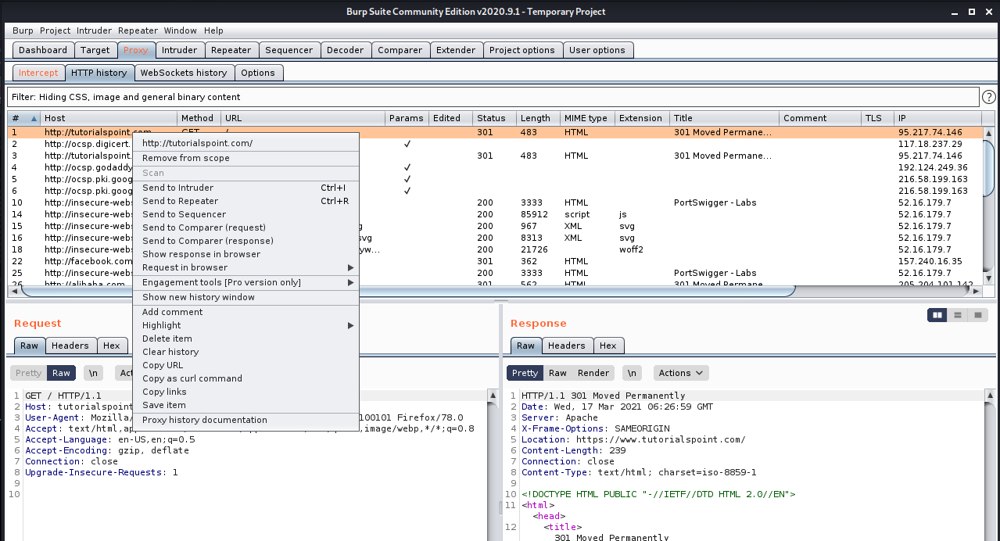 Burp Suite Community Edition v2020.9.1 - Temporary Project
Burp Project Intruder Repeater Window Help
Dashboard Target Proxy Intruder Repeater Sequencer Decoder Comparer Extender Project options User options
Intercept HTTP history WebSockets history Options
Filter: Hiding CSS, image and general binary content ?
# Host Method URL Params Edited Status Length MIME type Extension Title Comment TLS IP
1 http://tutorialspoint.com GET / 301 483 HTML 301 Moved Permane... 95.217.74.146
2 http://ocsp.digicert. ✓ 117.18.237.29
3 http://tutorialspoint. 301 483 HTML 301 Moved Permane... 95.217.74.146
4 http://ocsp.godaddy ✓ 192.124.249.36
5 http://ocsp.pki.goog ✓ 216.58.199.163
6 http://ocsp.pki.goog ✓ 216.58.199.163
10 http://insecure-webs 200 3333 HTML PortSwigger - Labs 52.16.179.7
14 http://insecure-webs 200 85912 script js 52.16.179.7
15 http://insecure-webs g 200 967 XML svg 52.16.179.7
16 http://insecure-webs svg 200 8313 XML svg 52.16.179.7
18 http://insecure-webs yw... 200 21726 woff2 52.16.179.7
22 http://facebook.com 301 362 HTML 157.240.16.35
25 http://insecure-webs 200 3333 HTML PortSwigger - Labs 52.16.179.7
26 http://alibaba.com 301 562 HTML 301 Moved Permane 205.204.101.142
http://tutorialspoint.com/
Remove from scope
Scan
Send to Intruder Ctrl+I
Send to Repeater Ctrl+R
Send to Sequencer
Send to Comparer (request)
Send to Comparer (response)
Show response in browser
Request in browser
Engagement tools [Pro version only]
Show new history window
Add comment
Highlight
Delete item
Clear history
Copy URL
Copy as curl command
Copy links
Save item
Proxy history documentation
Request
Raw Headers Hex
Pretty Raw \n Act
1 GET / HTTP/1.1
2 Host: tutorialspoint
3 User-Agent: Mozilla/ 100101 Firefox/78.0
4 Accept: text/html,app ,image/webp,*/*;q=0.8
5 Accept-Language: en-US,en;q=0.5
6 Accept-Encoding: gzip, deflate
7 Connection: close
8 Upgrade-Insecure-Requests: 1
9
10
Response
Raw Headers Hex
Pretty Raw Render \n Actions
1 HTTP/1.1 301 Moved Permanently
2 Date: Wed, 17 Mar 2021 06:26:59 GMT
3 Server: Apache
4 X-Frame-Options: SAMEORIGIN
5 Location: https://www.tutorialspoint.com/
6 Content-Length: 239
7 Connection: close
8 Content-Type: text/html; charset=iso-8859-1
9
10 <!DOCTYPE HTML PUBLIC "-//IETF//DTD HTML 2.0//EN">
11 <html>
<head>
12 <title>
301 Moved Permanently